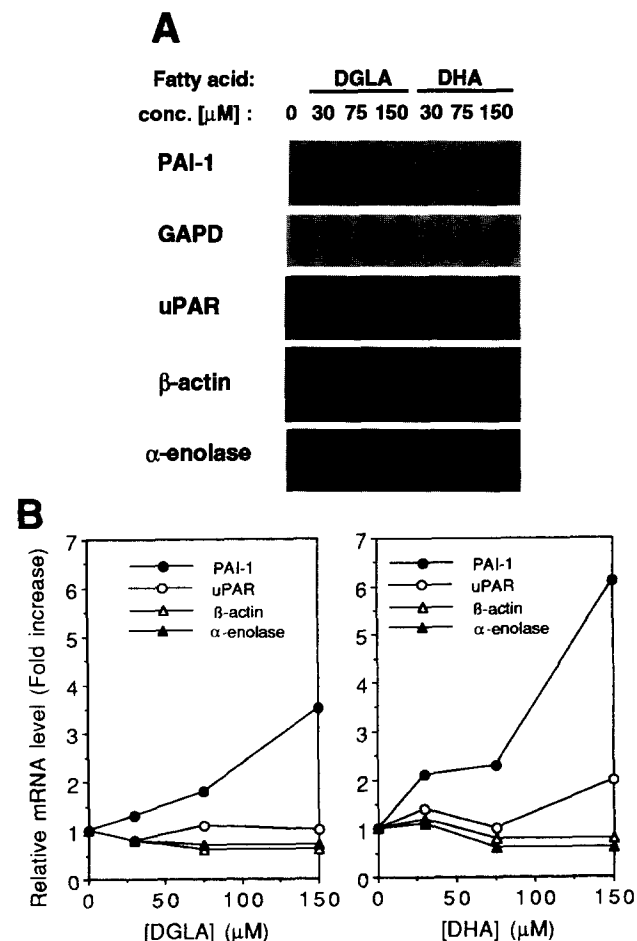 A
Fatty acid: DGLA DHA
conc. [μM] : 0 30 75 150 30 75 150
PAI-1
GAPD
uPAR
β-actin
α-enolase
B
Relative mRNA level (Fold increase)
7
6
5
4
3
2
1
0
PAI-1
uPAR
ß-actin
α-enolase
0 50 100 150
[DGLA] (μM)
7
6
5
4
3
2
1
0
PAI-1
uPAR
ß-actin
α-enolase
0 50 100 150
[DHA] (μM)